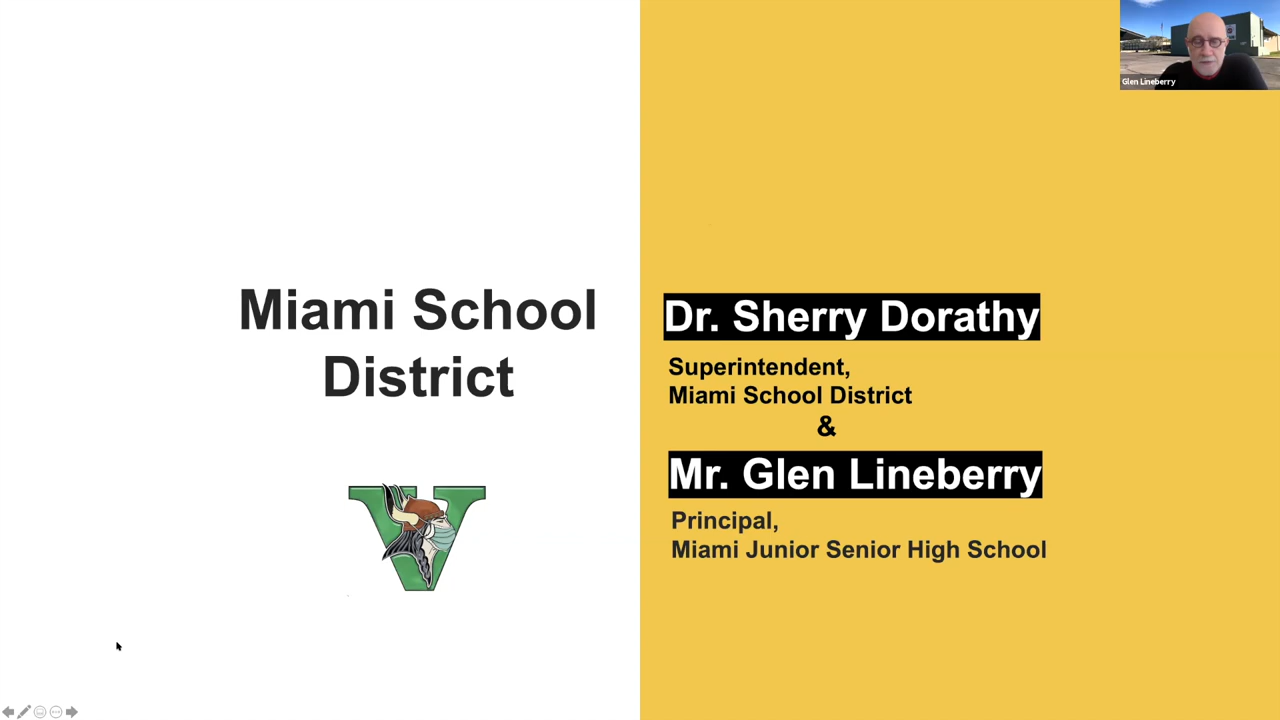 Glen Lineberry
Miami School
District
V
Dr. Sherry Dorathy
Superintendent,
Miami School District
&
Mr. Glen Lineberry
Principal,
Miami Junior Senior High School